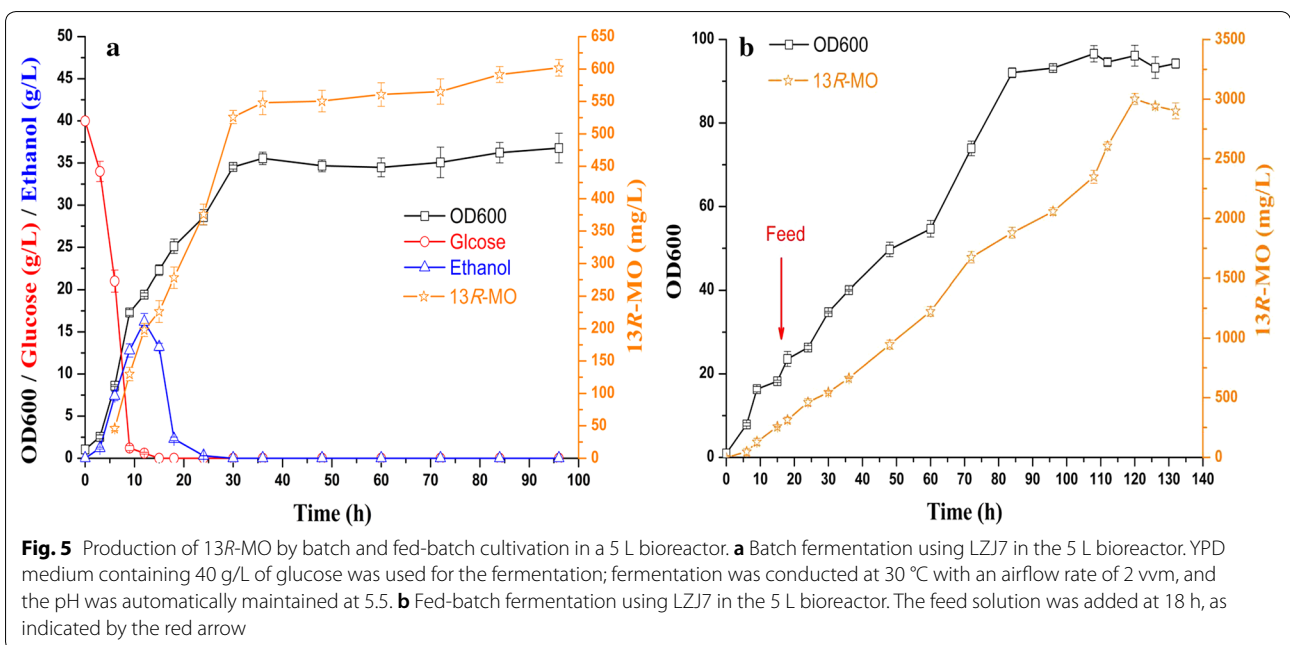 a
50
45
40
35
30
25
20
15
10
5
0
OD600 / Glucose (g/L) / Ethanol (g/L)
650
600
550
500
450
400
350
300
250
200
150
100
50
0
13R-MO (mg/L)
OD600
Glcose
Ethanol
13R-MO
0 10 20 30 40 50 60 70 80 90 100
Time (h)
b
OD600
13R-MO
100
80
60
40
20
0
OD600
Feed
3500
3000
2500
2000
1500
1000
500
0
13R-MO (mg/L)
0 10 20 30 40 50 60 70 80 90 100 110 120 130 140
Time (h)
Fig. 5 Production of 13R-MO by batch and fed-batch cultivation in a 5 L bioreactor. a Batch fermentation using LZJ7 in the 5 L bioreactor. YPD
medium containing 40 g/L of glucose was used for the fermentation; fermentation was conducted at 30 °C with an airflow rate of 2 vvm, and
the pH was automatically maintained at 5.5. b Fed-batch fermentation using LZJ7 in the 5 L bioreactor. The feed solution was added at 18 h, as
indicated by the red arrow